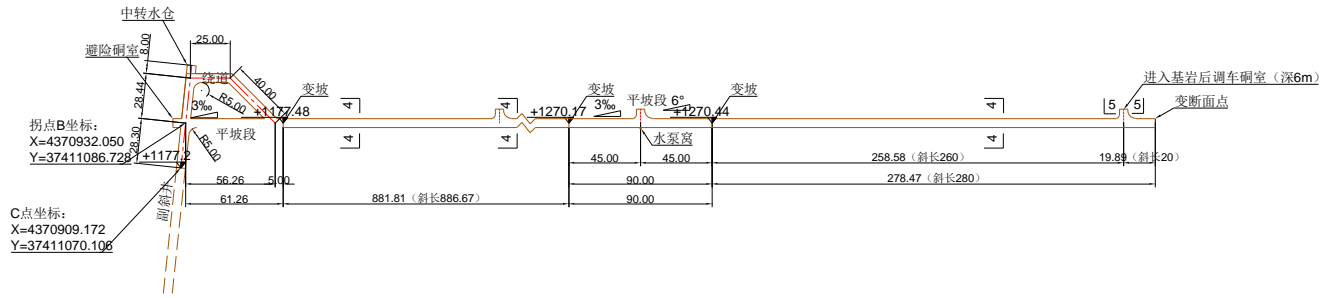 中转水仓
25.00
8.00
避险硐室
绕道
40.00
28.44
R5.00
3‰
+1177.48
变坡
4
4
+1270.17
变坡
3‰
平坡段
6°
+1270.44
变坡
4
5
5
进入基岩后调车硐室（深6m）
变断面点
拐点B坐标：
X=4370932.050
Y=37411086.728
28.30
+1177.2
R5.00
平坡段
4
4
水泵窝
4
45.00
45.00
258.58（斜长260）
19.89（斜长20）
56.26
5.00
90.00
278.47（斜长280）
61.26
881.81（斜长886.67）
90.00
副斜井
C点坐标：
X=4370909.172
Y=37411070.106